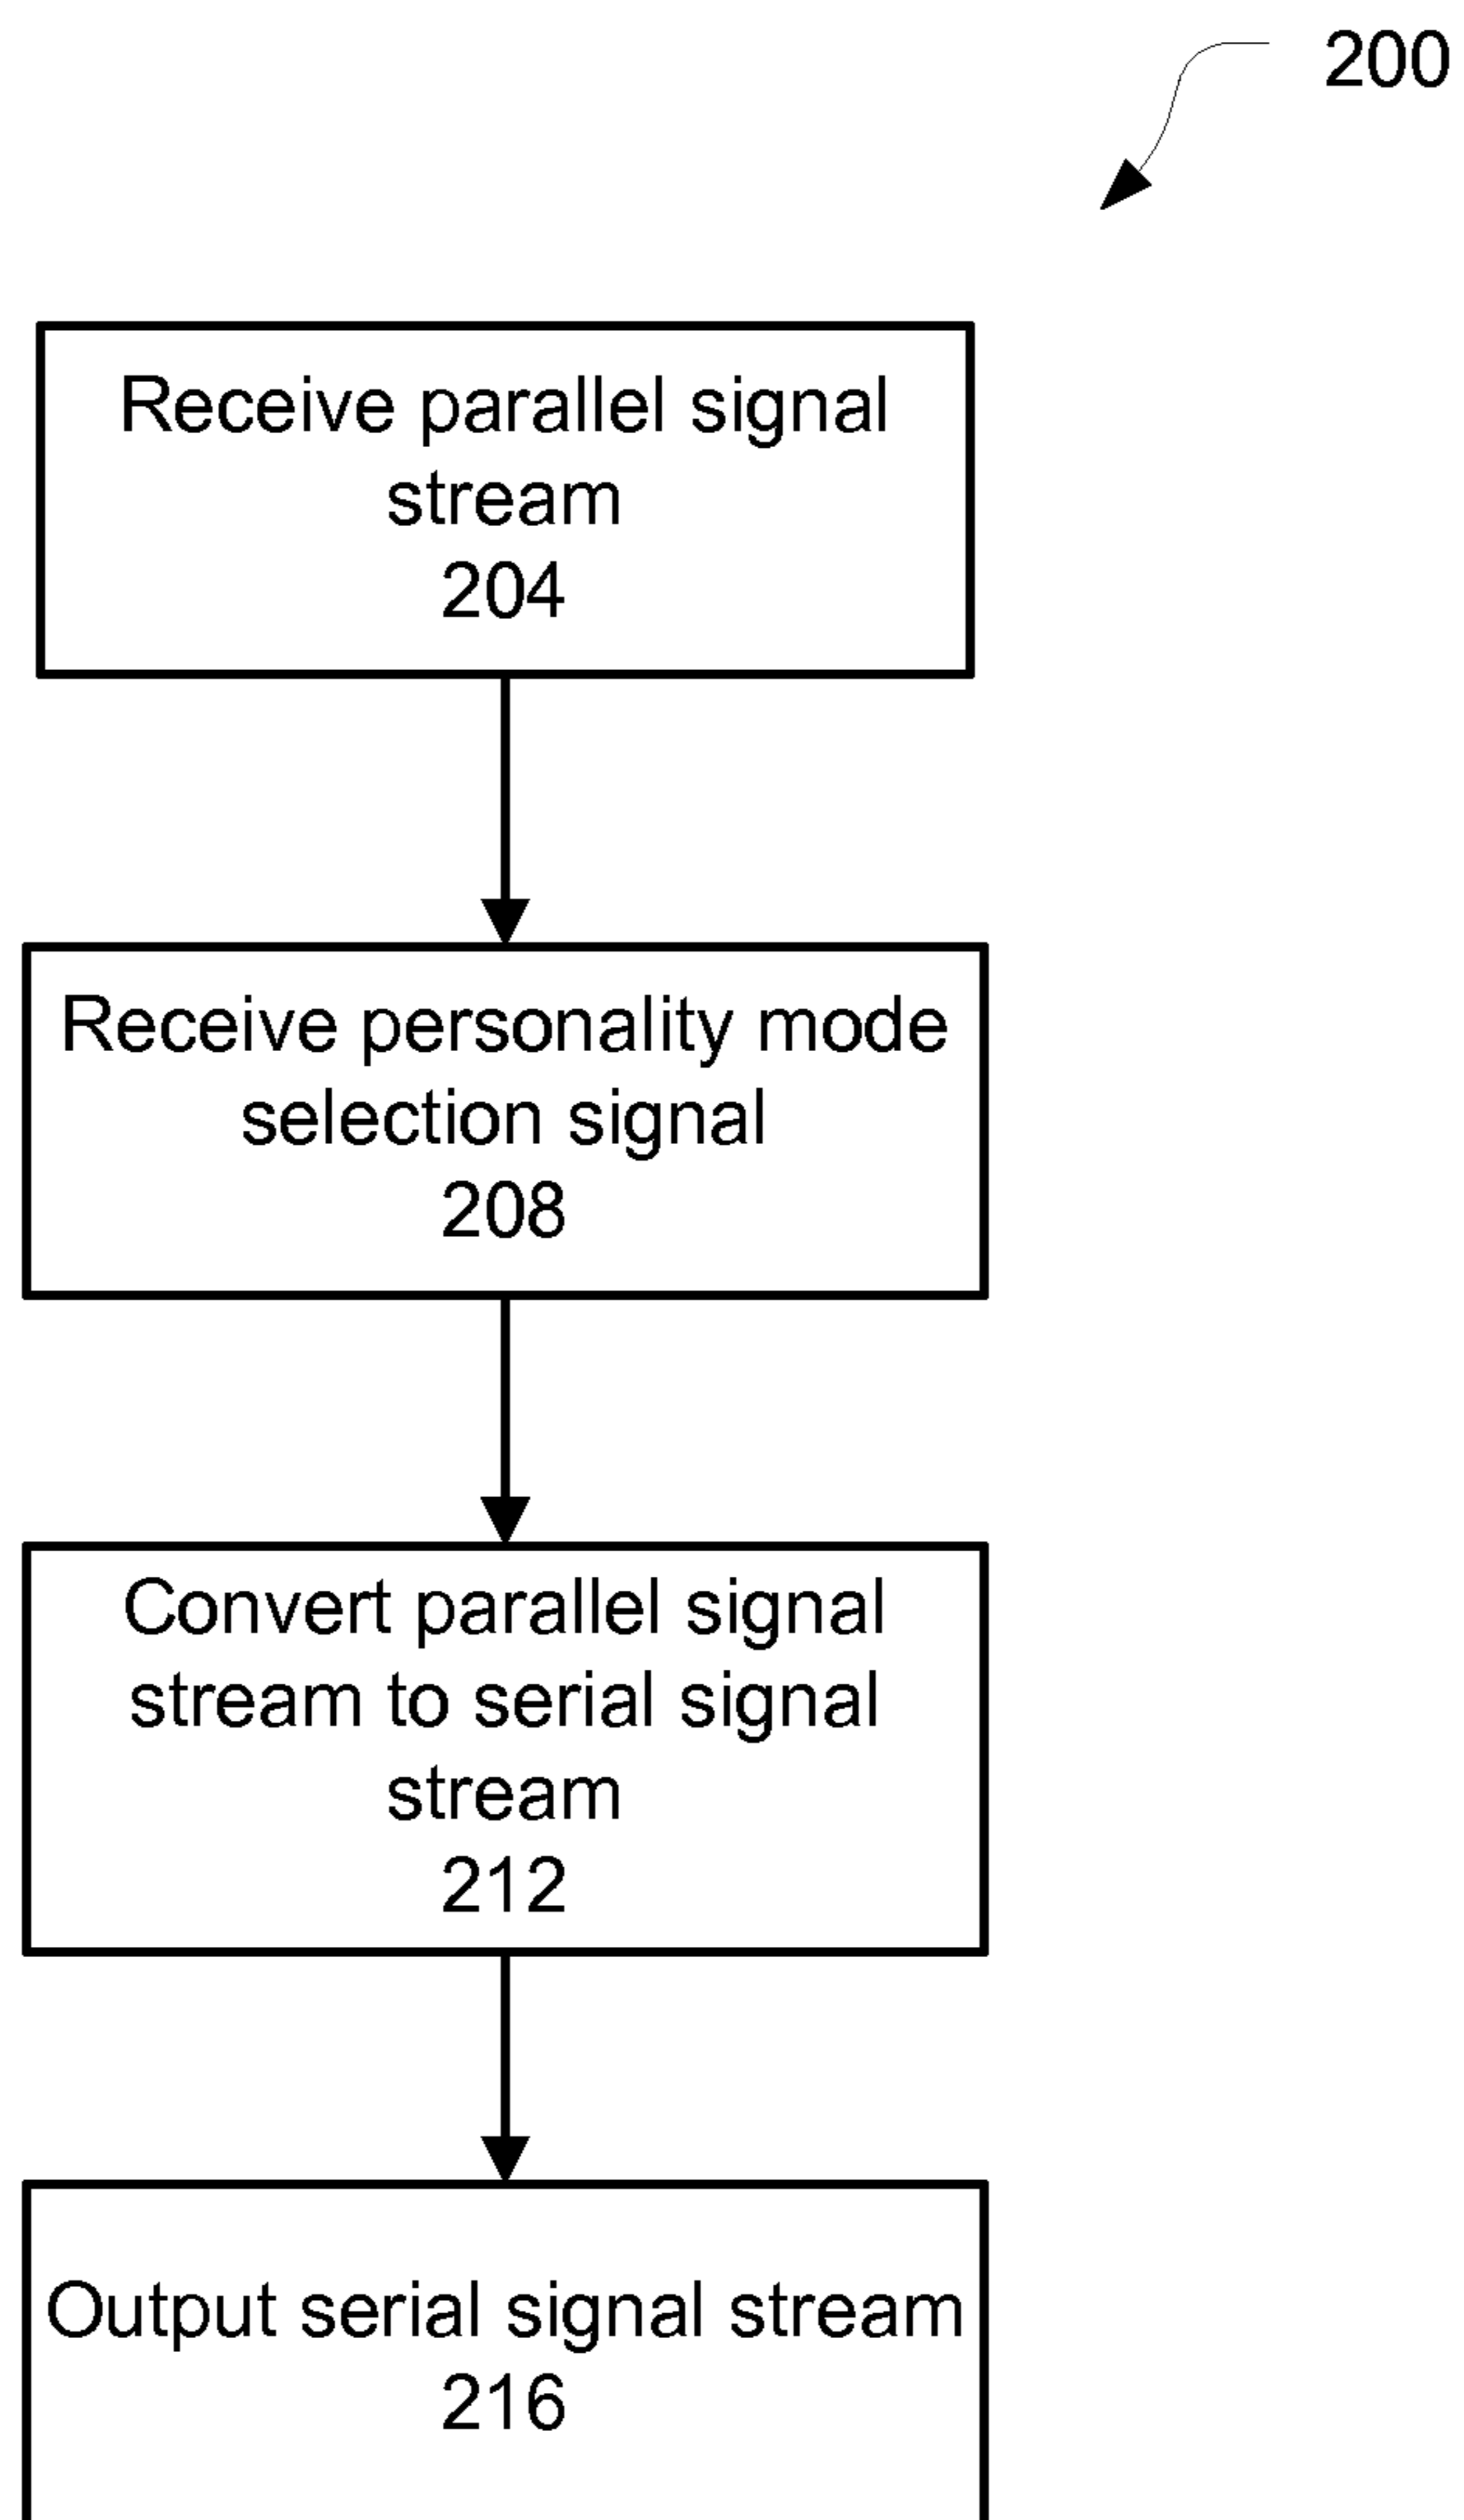 200
Receive parallel signal
stream
204
Receive personality mode
selection signal
208
Convert parallel signal
stream to serial signal
stream
212
Output serial signal stream
216